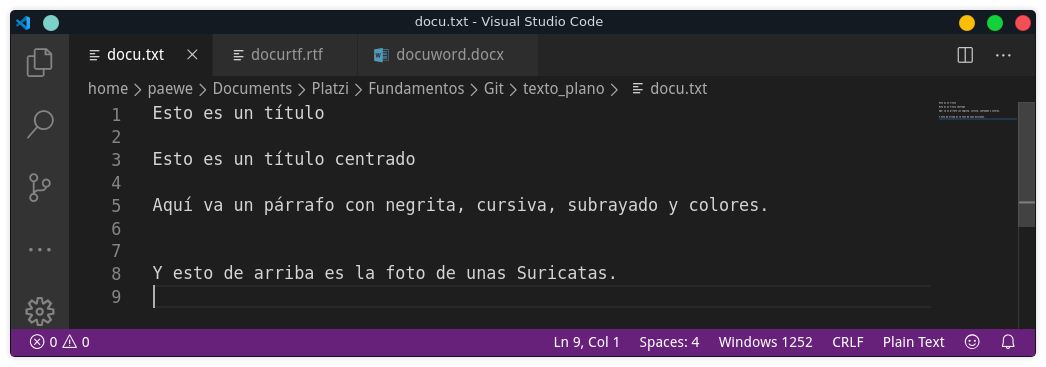 docu.txt - Visual Studio Code
docu.txt docurtf.rtf docuword.docx
home > paewe > Documents > Platzi > Fundamentos > Git > texto_plano > docu.txt
1 Esto es un título
2
3 Esto es un título centrado
4
5 Aquí va un párrafo con negrita, cursiva, subrayado y colores.
6
7
8 Y esto de arriba es la foto de unas Suricatas.
9
0 0 Ln 9, Col 1 Spaces: 4 Windows 1252 CRLF Plain Text